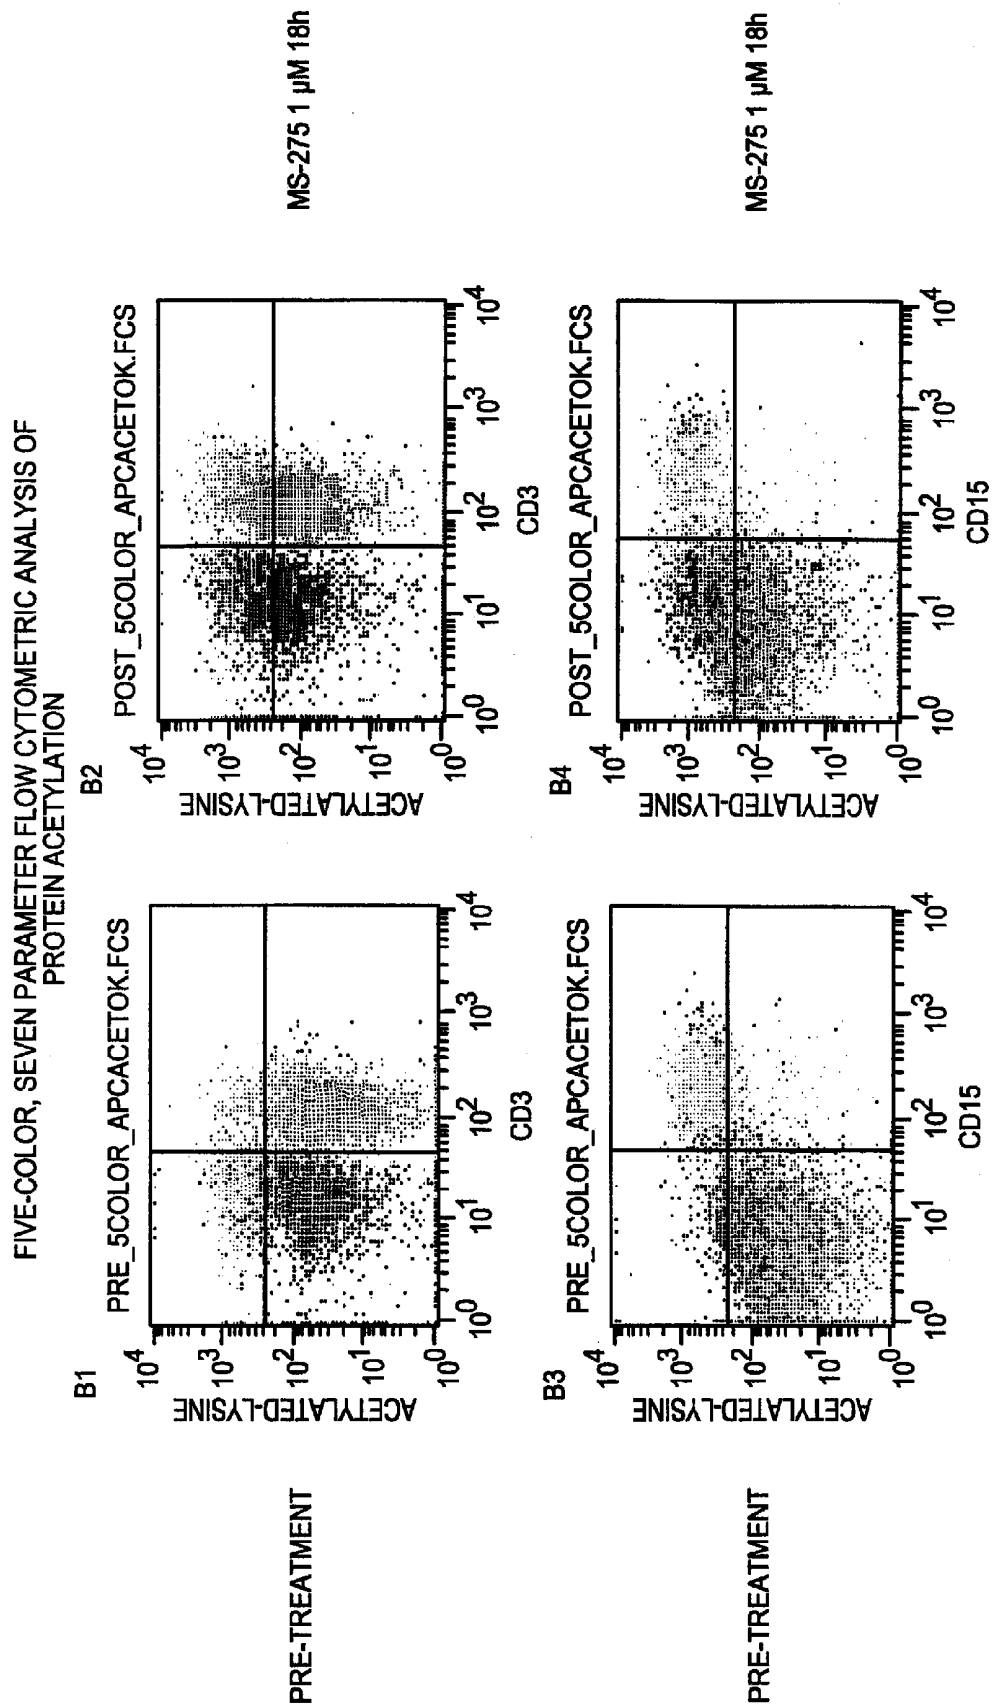 FIVE-COLOR, SEVEN PARAMETER FLOW CYTOMETRIC ANALYSIS OF
PROTEIN ACETYLATION
PRE-TREATMENT
B1
PRE_5COLOR_APCACETOK.FCS
ACETYLATED-LYSINE
10^4
10^3
10^2
10^1
10^0
10^0 10^1 10^2 10^3 10^4
CD3
B2
POST_5COLOR_APCACETOK.FCS
ACETYLATED-LYSINE
10^4
10^3
10^2
10^1
10^0
10^0 10^1 10^2 10^3 10^4
CD3
MS-275 1 µM 18h
PRE-TREATMENT
B3
PRE_5COLOR_APCACETOK.FCS
ACETYLATED-LYSINE
10^4
10^3
10^2
10^1
10^0
10^0 10^1 10^2 10^3 10^4
CD15
B4
POST_5COLOR_APCACETOK.FCS
ACETYLATED-LYSINE
10^4
10^3
10^2
10^1
10^0
10^0 10^1 10^2 10^3 10^4
CD15
MS-275 1 µM 18h